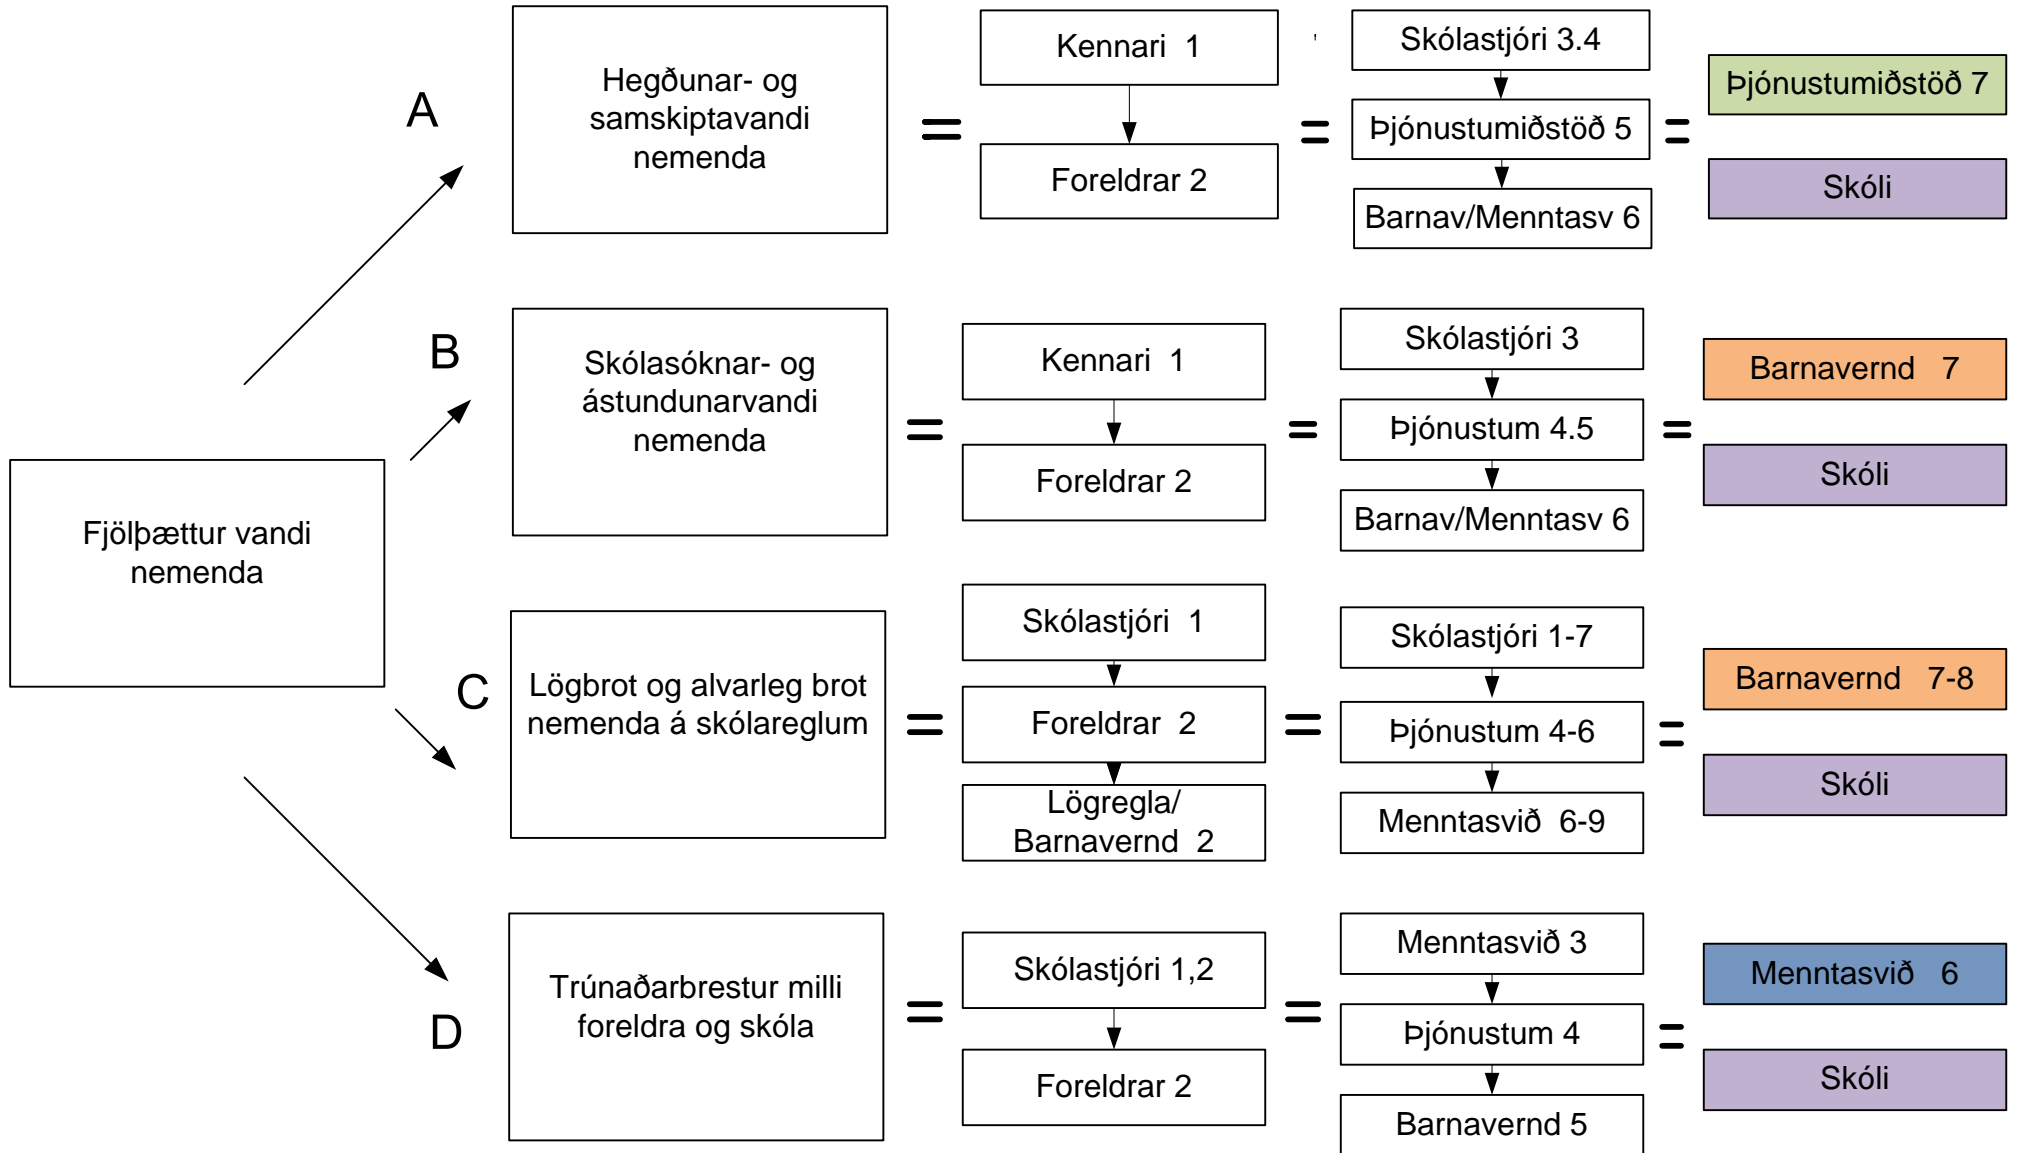 Fjölþættur vandi
nemenda
A
Hegðunar- og
samskiptavandi
nemenda
=
Kennari 1
Foreldrar 2
=
Skólastjóri 3.4
Þjónustumiðstöð 5
Barnav/Menntasv 6
=
Þjónustumiðstöð 7
Skóli
B
Skólasóknar- og
ástundunarvandi
nemenda
=
Kennari 1
Foreldrar 2
=
Skólastjóri 3
Þjónustum 4.5
Barnav/Menntasv 6
=
Barnavernd 7
Skóli
C
Lögbrot og alvarleg brot
nemenda á skólareglum
=
Skólastjóri 1
Foreldrar 2
Lögregla/
Barnavernd 2
=
Skólastjóri 1-7
Þjónustum 4-6
Menntasvið 6-9
=
Barnavernd 7-8
Skóli
D
Trúnaðarbrestur milli
foreldra og skóla
=
Skólastjóri 1,2
Foreldrar 2
=
Menntasvið 3
Þjónustum 4
Barnavernd 5
=
Menntasvið 6
Skóli